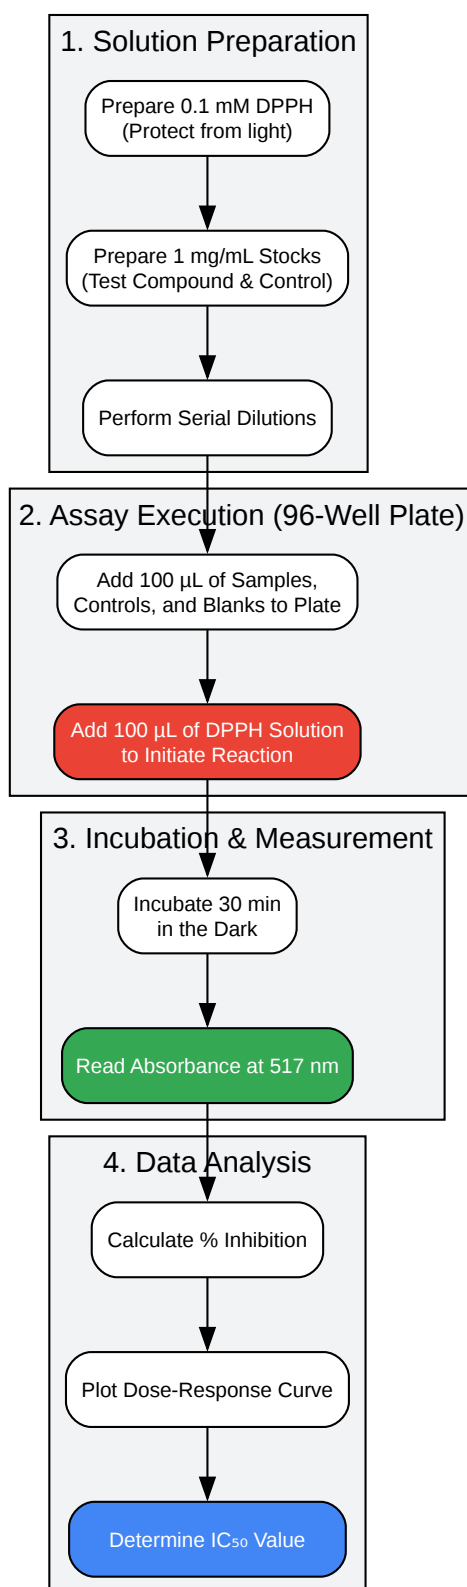 1. Solution Preparation
Prepare 0.1 mM DPPH
(Protect from light)
Prepare 1 mg/mL Stocks
(Test Compound & Control)
Perform Serial Dilutions
2. Assay Execution (96-Well Plate)
Add 100 µL of Samples,
Controls, and Blanks to Plate
Add 100 µL of DPPH Solution
to Initiate Reaction
3. Incubation & Measurement
Incubate 30 min
in the Dark
Read Absorbance at 517 nm
4. Data Analysis
Calculate % Inhibition
Plot Dose-Response Curve
Determine IC₅₀ Value